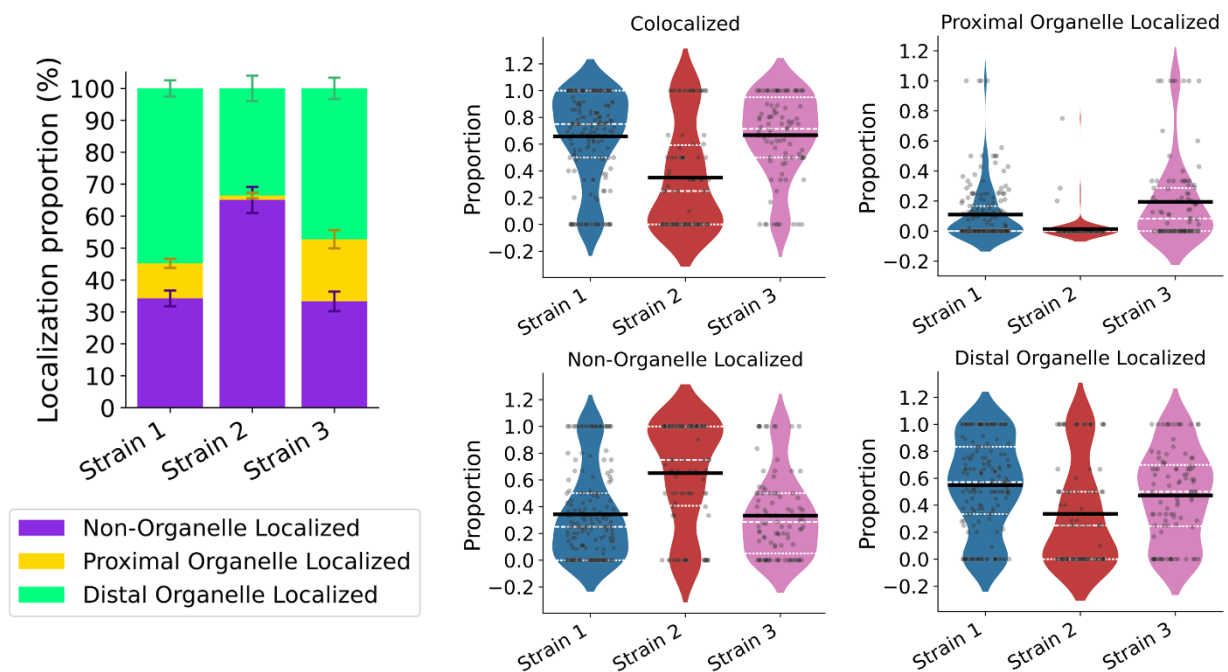 Localization proportion (%)
100
90
80
70
60
50
40
30
20
10
0
Strain 1
Strain 2
Strain 3
Non-Organelle Localized
Proximal Organelle Localized
Distal Organelle Localized
Colocalized
Proportion
1.2
1.0
0.8
0.6
0.4
0.2
0.0
−0.2
Strain 1
Strain 2
Strain 3
Proximal Organelle Localized
Proportion
1.2
1.0
0.8
0.6
0.4
0.2
0.0
−0.2
Strain 1
Strain 2
Strain 3
Non-Organelle Localized
Proportion
1.2
1.0
0.8
0.6
0.4
0.2
0.0
−0.2
Strain 1
Strain 2
Strain 3
Distal Organelle Localized
Proportion
1.2
1.0
0.8
0.6
0.4
0.2
0.0
−0.2
Strain 1
Strain 2
Strain 3